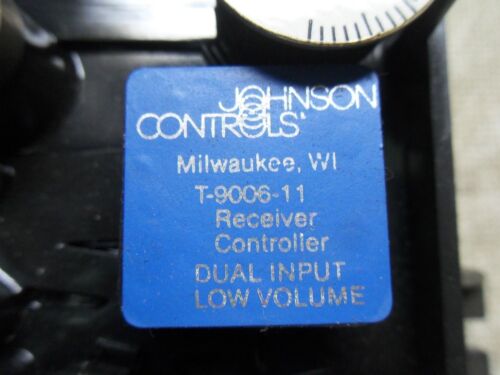 JOHNSON
CONTROLS
Milwaukee, WI
T-9006-11
Receiver
Controller
DUAL INPUT
LOW VOLUME